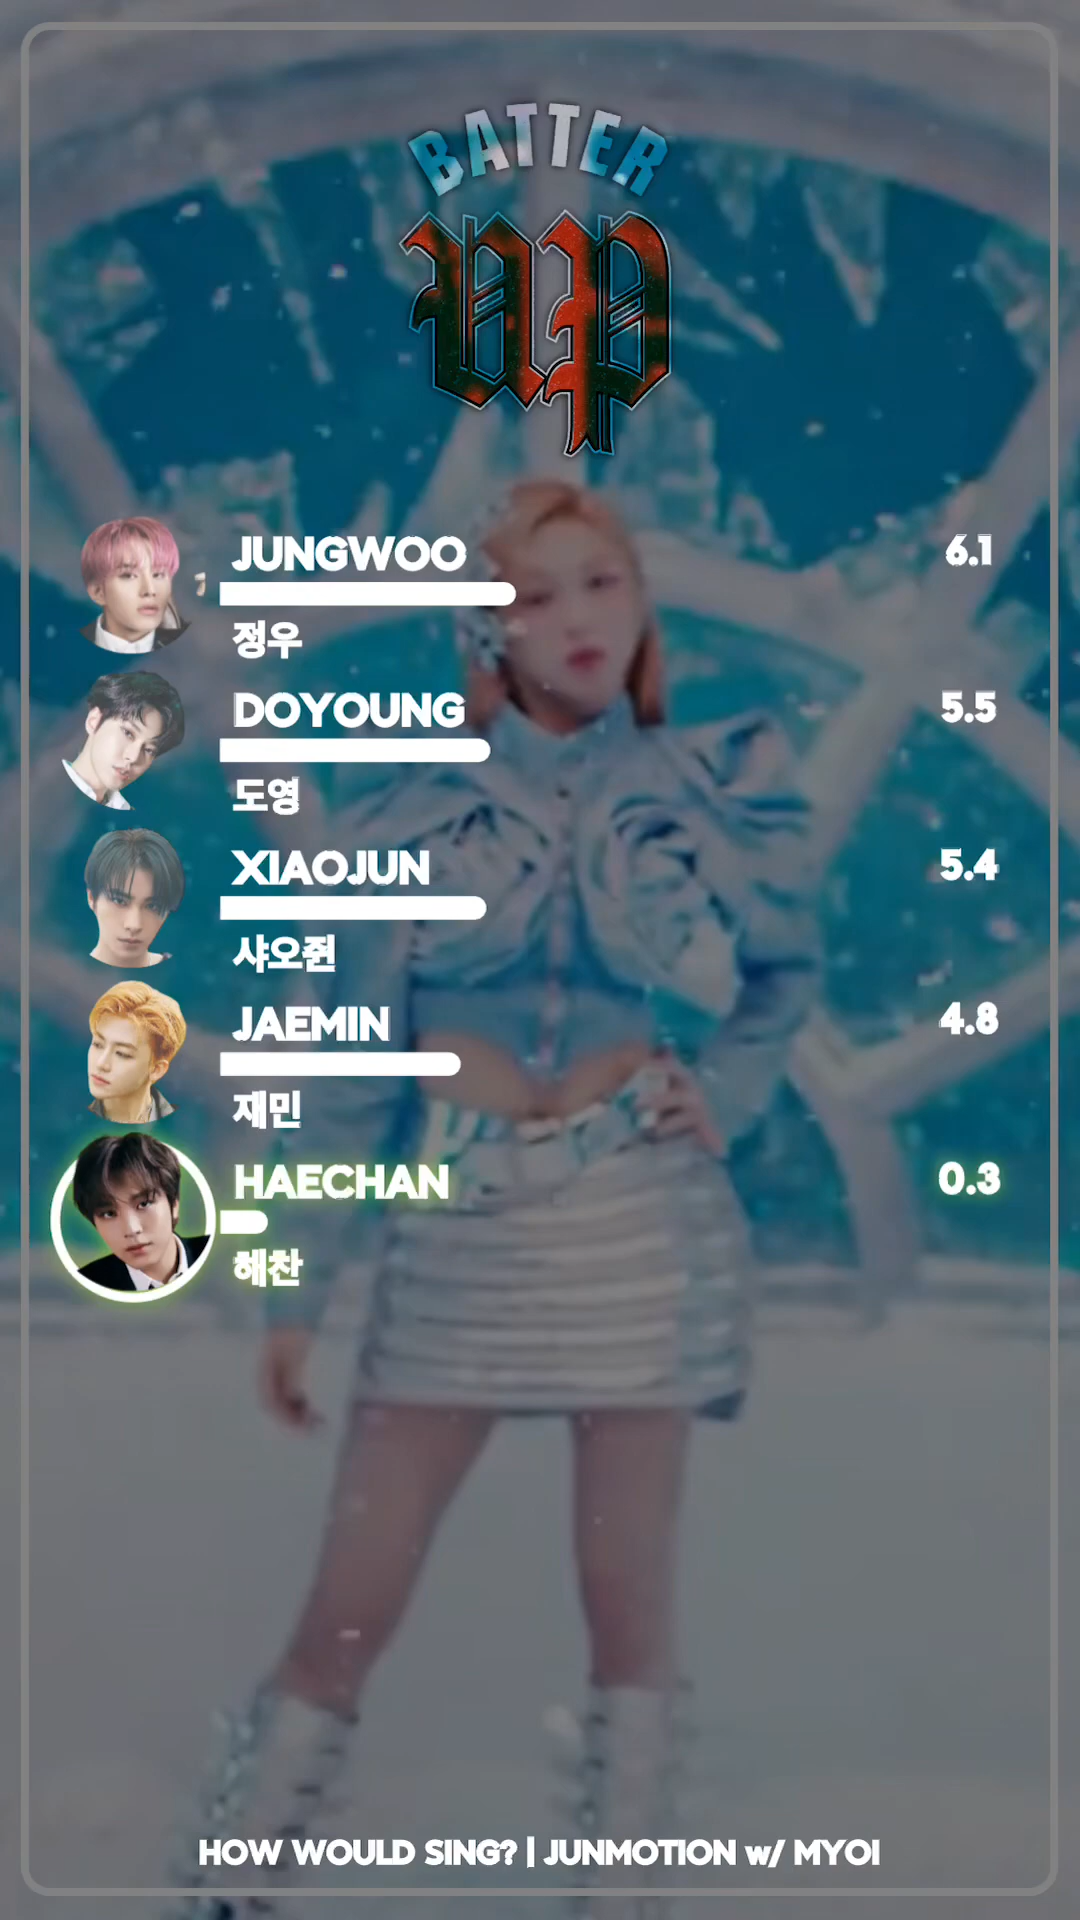 BATTER
UP
JUNGWOO 6.1
정우
DOYOUNG 5.5
도영
XIAOJUN 5.4
샤오쥔
JAEMIN 4.8
재민
HAECHAN 0.3
해찬
HOW WOULD SING? | JUNMOTION w/ MYOI